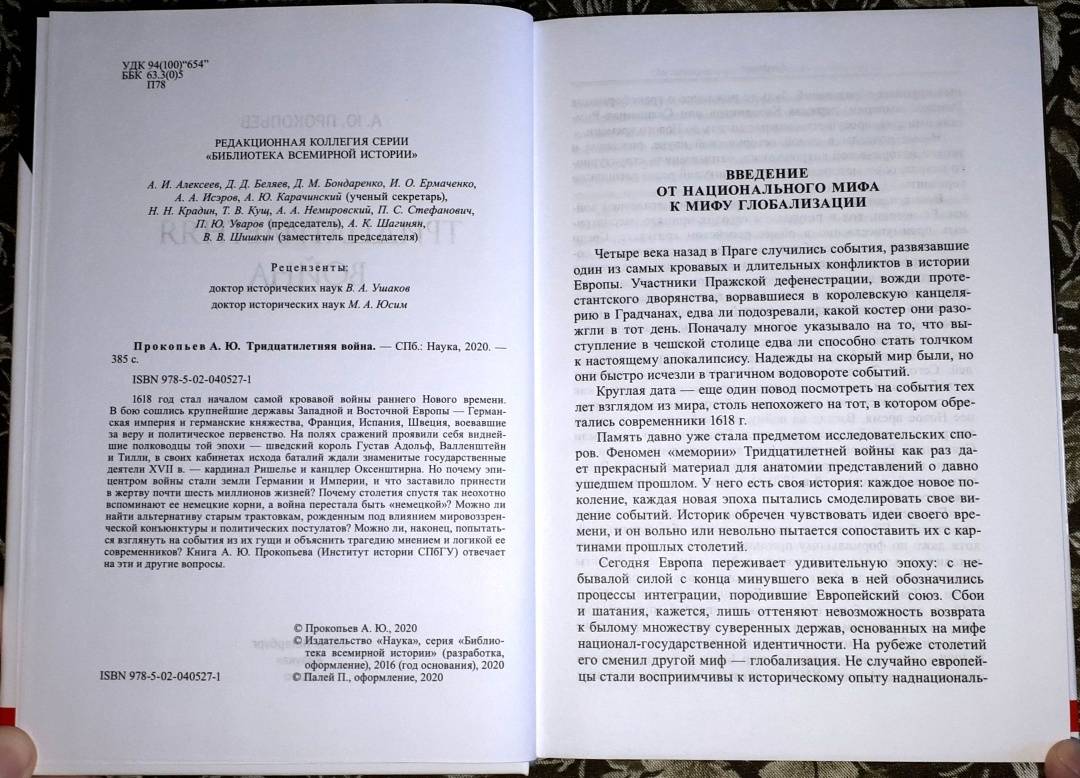 УДК 94(100)“654”
ББК 63.3(0)5
П78
РЕДАКЦИОННАЯ КОЛЛЕГИЯ СЕРИИ
«БИБЛИОТЕКА ВСЕМИРНОЙ ИСТОРИИ»
А. И. Алексеев, Д. Д. Беляев, Д. М. Бондаренко, И. О. Ермаченко,
А. А. Исэров, А. Ю. Карачинский (ученый секретарь),
Н. Н. Крадин, Т. В. Кущ, А. А. Немировский, П. С. Стефанович,
П. Ю. Уваров (председатель), А. К. Шагинян,
В. В. Шишкин (заместитель председателя)
Рецензенты:
доктор исторических наук В. А. Ушаков
доктор исторических наук М. А. Юсим
Прокопьев А. Ю. Тридцатилетняя война. — СПб.: Наука, 2020. —
385 с.
ISBN 978-5-02-040527-1
1618 год стал началом самой кровавой войны раннего Нового времени.
В бою сошлись крупнейшие державы Западной и Восточной Европы — Герман-
ская империя и германские княжества, Франция, Испания, Швеция, воевавшие
за веру и политическое первенство. На полях сражений проявили себя видней-
шие полководцы той эпохи — шведский король Густав Адольф, Валленштейн
и Тилли, в своих кабинетах исхода баталий ждали знаменитые государственные
деятели XVII в. — кардинал Ришелье и канцлер Оксеншtirна. Но почему эпи-
центром войны стали земли Германии и Империи, и что заставило принести
в жертву почти шесть миллионов жизней? Почему столетия спустя так неохотно
вспоминают ее немецкие корни, а война перестала быть «немецкой»? Можно ли
найти альтернативу старым трактовкам, рожденным под влиянием мировоззрен-
ческой конъюнктуры и политических постулатов? Можно ли, наконец, попытать-
ся взглянуть на события из их гущи и объяснить трагедию мнением и логикой ее
современников? Книга А. Ю. Прокопьева (Институт истории СПбГУ) отвечает
на эти и другие вопросы.
© Прокопьев А. Ю., 2020
© Издательство «Наука», серия «Библио-
тека всемирной истории» (разработка,
оформление), 2016 (год основания), 2020
ISBN 978-5-02-040527-1
© Палей П., оформление, 2020
ВВЕДЕНИЕ
ОТ НАЦИОНАЛЬНОГО МИФА
К МИФУ ГЛОБАЛИЗАЦИИ
Четыре века назад в Праге случились события, развязавшие
один из самых кровавых и длительных конфликтов в истории
Европы. Участники Пражской дефенестрации, вожди проте-
стантского дворянства, ворвавшиеся в королевскую канцеля-
рию в Градчанах, едва ли подозревали, какой костер они разо-
жгли в тот день. Поначалу многое указывало на то, что вы-
ступление в чешской столице едва ли способно стать толчком
к настоящему апокалипсису. Надежды на скорый мир были, но
они быстро исчезли в трагичном водовороте событий.
Круглая дата — еще один повод посмотреть на события тех
лет взглядом из мира, столь непохожего на тот, в котором обре-
тались современники 1618 г.
Память давно уже стала предметом исследовательских спо-
ров. Феномен «мемории» Тридцатилетней войны как раз да-
ет прекрасный материал для анатомии представлений о давно
ушедшем прошлом. У него есть своя история: каждое новое по-
коление, каждая новая эпоха пытались смоделировать свое ви-
дение событий. Историк обречен чувствовать идеи своего вре-
мени, и он вольно или невольно пытается сопоставить их с кар-
тинами прошлых столетий.
Сегодня Европа переживает удивительную эпоху: с не-
бывалой силой с конца минувшего века в ней обозначились
процессы интеграции, породившие Европейский союз. Сбои
и шатания, кажется, лишь оттеняют невозможность возврата
к былому множеству суверенных держав, основанных на мифе
национал-государственной идентичности. На рубеже столетий
его сменил другой миф — глобализация. Не случайно европей-
цы стали восприимчивы к историческому опыту наднациональ-